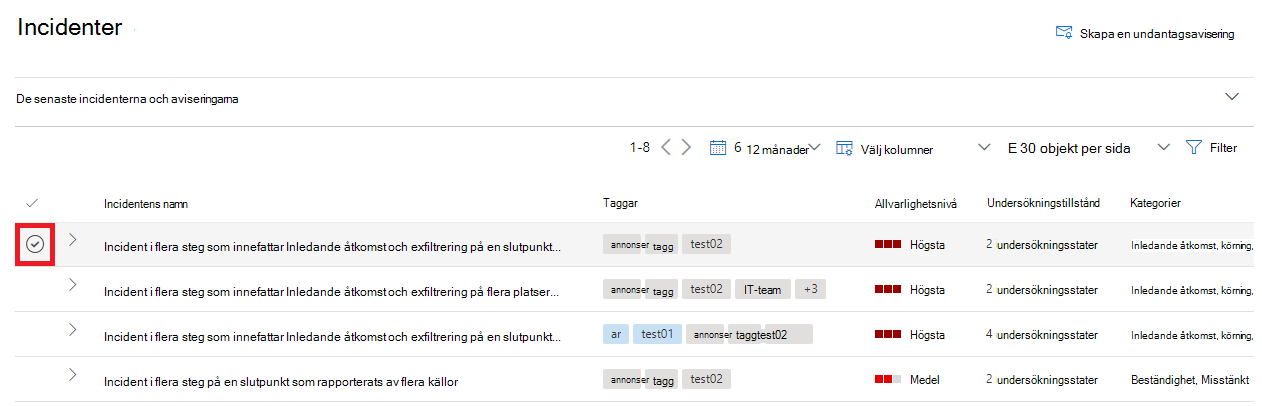 Incidenter
Skapa en undantagsavisering
De senaste incidenterna och aviseringarna
1-8 6 12 månader Välj kolumner E 30 objekt per sida Filter
Incidentens namn Taggar Allvarlighetsnivå Undersökningstillstånd Kategorier
Incident i flera steg som innefattar Inledande åtkomst och exfiltrering på en slutpunkt... annonser tagg test02 Högsta 2 undersökningsstater Inledande åtkomst, körning,
Incident i flera steg som innefattar Inledande åtkomst och exfiltrering på flera platser... annonser tagg test02 IT-team +3 Högsta 2 undersökningsstater Inledande åtkomst, körning,
Incident i flera steg som innefattar Inledande åtkomst och exfiltrering på en slutpunkt... ar test01 annonser taggtest02 Högsta 4 undersökningsstater Inledande åtkomst, körning,
Incident i flera steg på en slutpunkt som rapporterats av flera källor annonser tagg test02 Medel 2 undersökningsstater Beständighet, Misstänkt